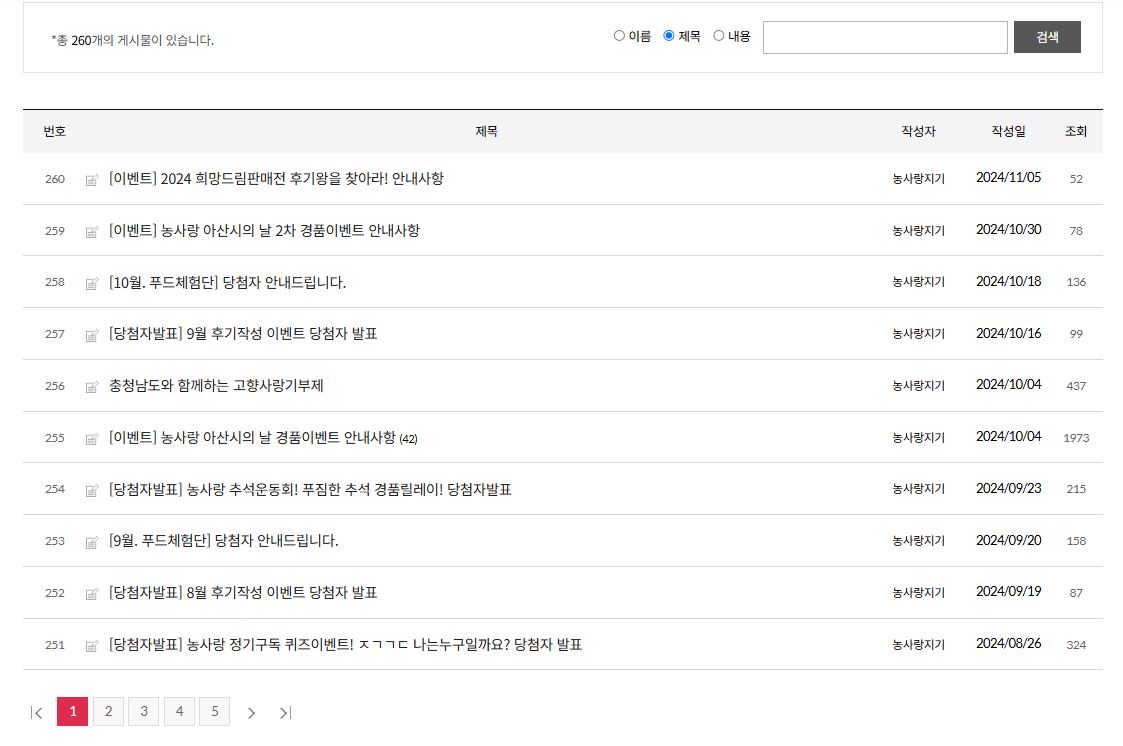 *총 260개의 게시물이 있습니다. 이름 제목 내용 검색
번호 제목 작성자 작성일 조회
260 [이벤트] 2024 희망드림판매전 후기왕을 찾아라! 안내사항 농사랑지기 2024/11/05 52
259 [이벤트] 농사랑 아산시의 날 2차 경품이벤트 안내사항 농사랑지기 2024/10/30 78
258 [10월. 푸드체험단] 당첨자 안내드립니다. 농사랑지기 2024/10/18 136
257 [당첨자발표] 9월 후기작성 이벤트 당첨자 발표 농사랑지기 2024/10/16 99
256 충청남도와 함께하는 고향사랑기부제 농사랑지기 2024/10/04 437
255 [이벤트] 농사랑 아산시의 날 경품이벤트 안내사항 (42) 농사랑지기 2024/10/04 1973
254 [당첨자발표] 농사랑 추석운동회! 푸짐한 추석 경품릴레이! 당첨자발표 농사랑지기 2024/09/23 215
253 [9월. 푸드체험단] 당첨자 안내드립니다. 농사랑지기 2024/09/20 158
252 [당첨자발표] 8월 후기작성 이벤트 당첨자 발표 농사랑지기 2024/09/19 87
251 [당첨자발표] 농사랑 정기구독 퀴즈이벤트! ㅈㄱㄱㄷ 나는누구일까요? 당첨자 발표 농사랑지기 2024/08/26 324
1 2 3 4 5